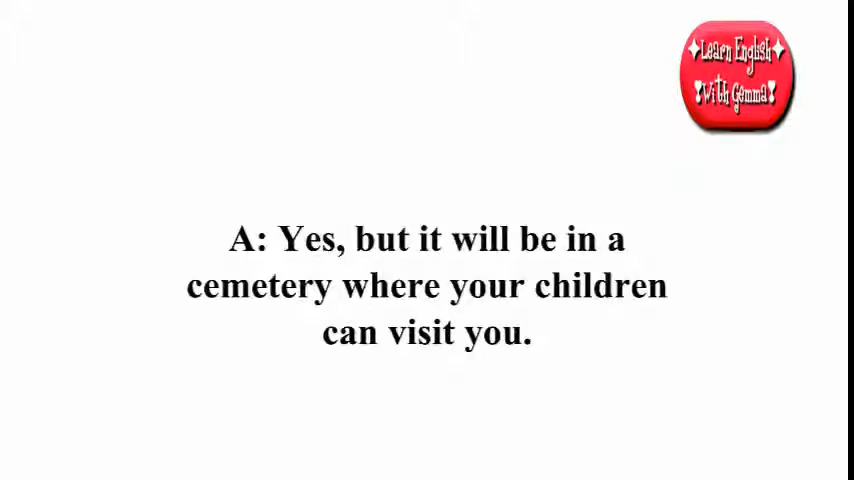 Learn English
With Gemma
A: Yes, but it will be in a
cemetery where your children
can visit you.